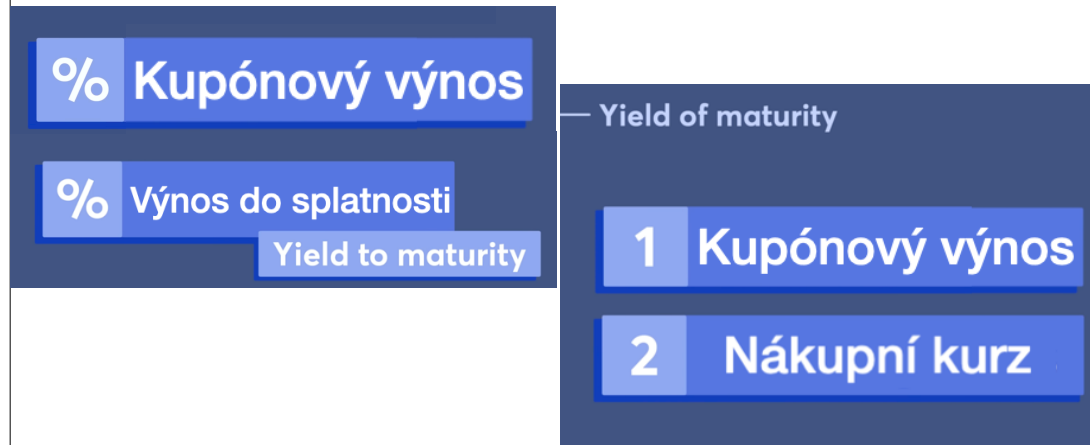 % Kupónový výnos
% Výnos do splatnosti
Yield to maturity
Yield of maturity
1 Kupónový výnos
2 Nákupní kurz